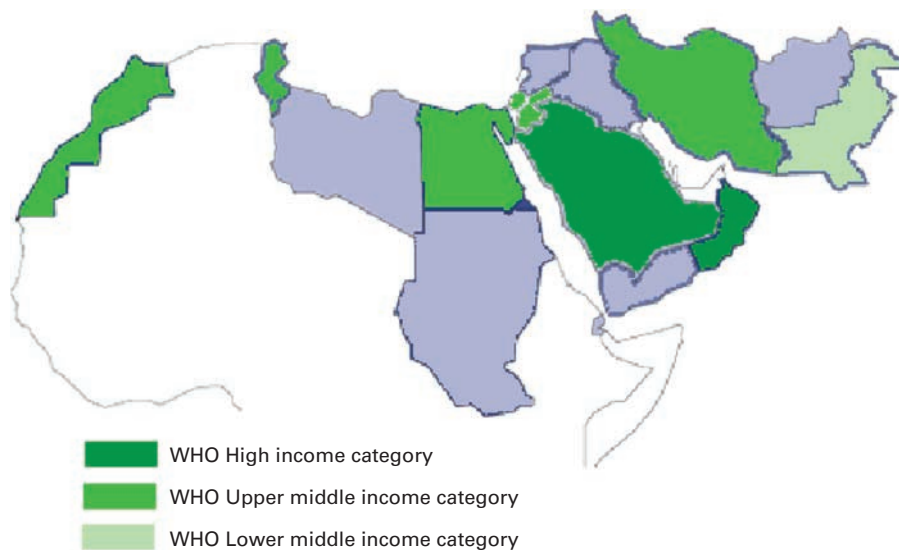 WHO High income category
WHO Upper middle income category
WHO Lower middle income category